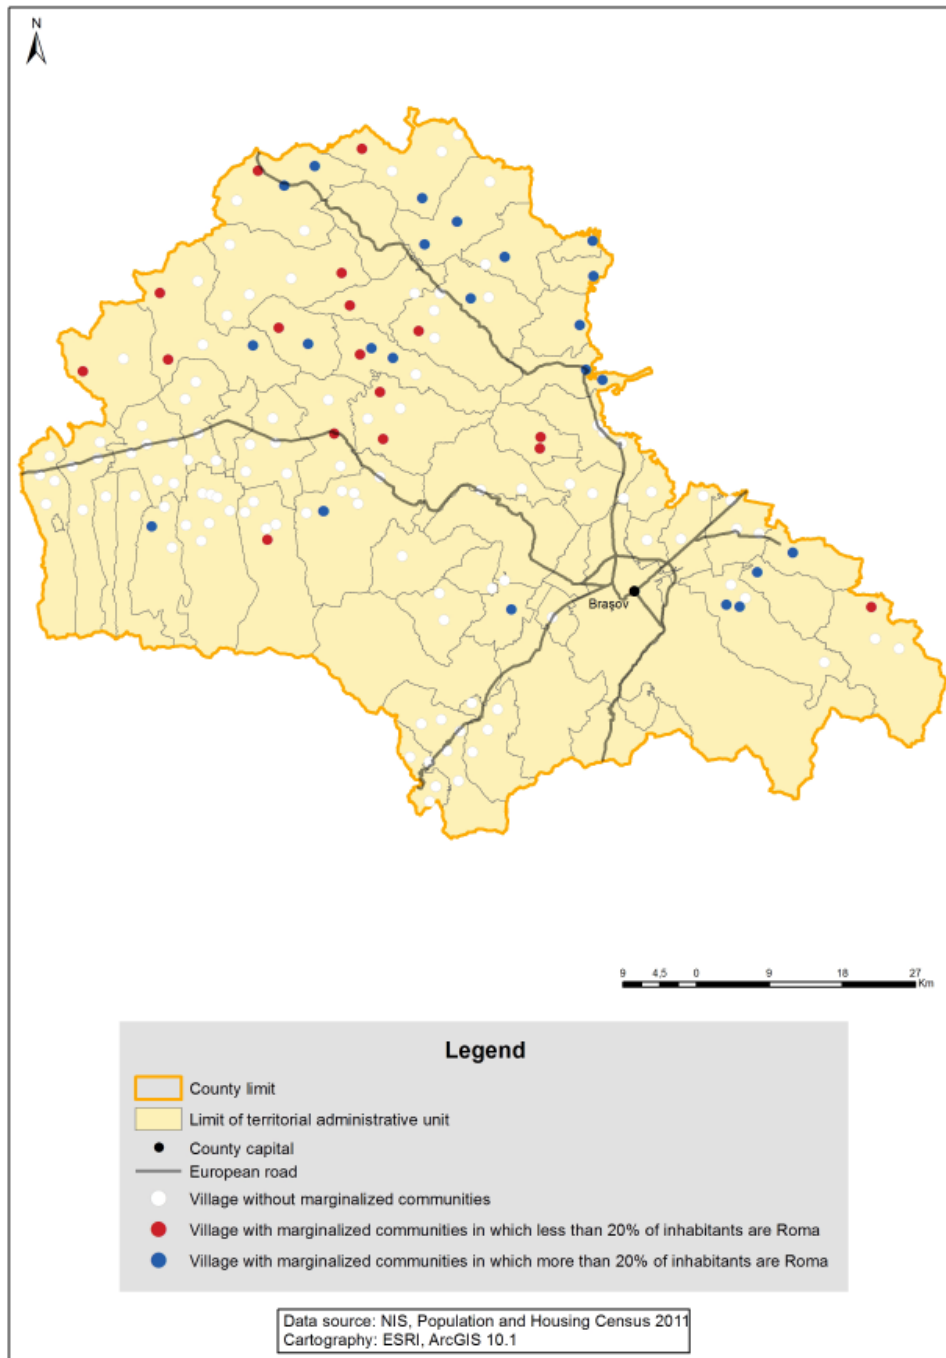 N
Braşov
9 4,5 0 9 18 27
Km
Legend
County limit
Limit of territorial administrative unit
County capital
European road
Village without marginalized communities
Village with marginalized communities in which less than 20% of inhabitants are Roma
Village with marginalized communities in which more than 20% of inhabitants are Roma
Data source: NIS, Population and Housing Census 2011
Cartography: ESRI, ArcGIS 10.1